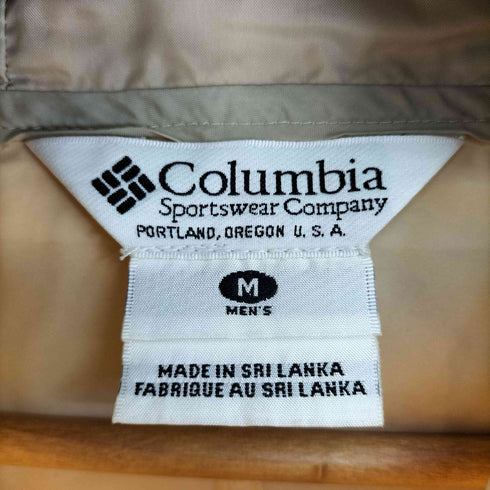 Columbia
Sportswear Company
PORTLAND, OREGON U. S. A.
M
MEN'S
MADE IN SRI LANKA
FABRIQUE AU SRI LANKA